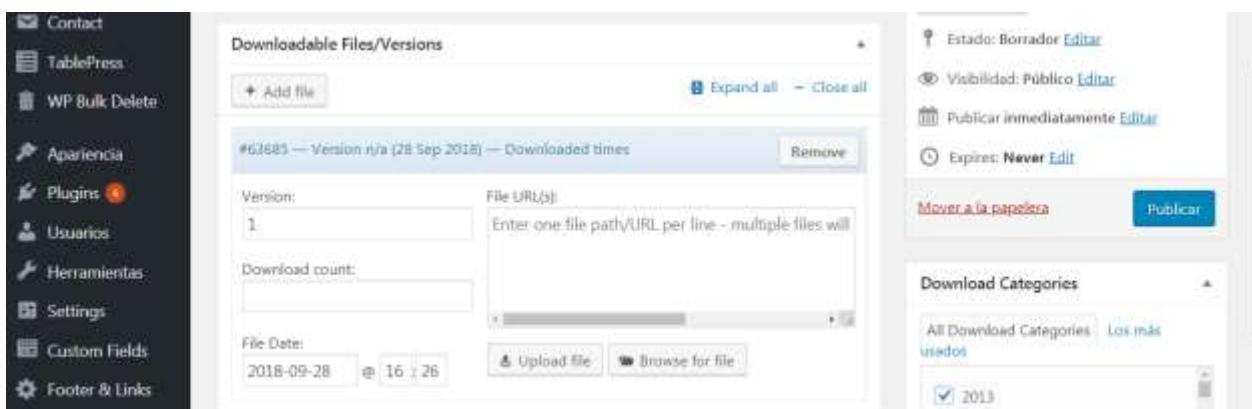 Contact
TablePress
WP Bulk Delete
Apariencia
Plugins 4
Usuarios
Herramientas
Settings
Custom Fields
Footer & Links
Downloadable Files/Versions
+ Add file
Expand all – Close all
#63685 — Version n/a (28 Sep 2018) — Downloaded times
Remove
Version:
1
Download count:
File Date:
2018-09-28 @ 16 : 26
File URL(s):
Enter one file path/URL per line - multiple files will
Upload file
Browse for file
Estado: Borrador Editar
Visibilidad: Público Editar
Publicar inmediatamente Editar
Expires: Never Edit
Mover a la papelera
Publicar
Download Categories
All Download Categories Los más
usados
2013